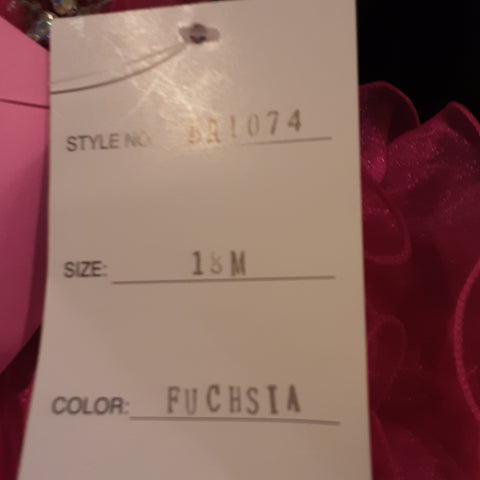 STYLE NO. BR1074
SIZE: 18M
COLOR: FUCHSIA